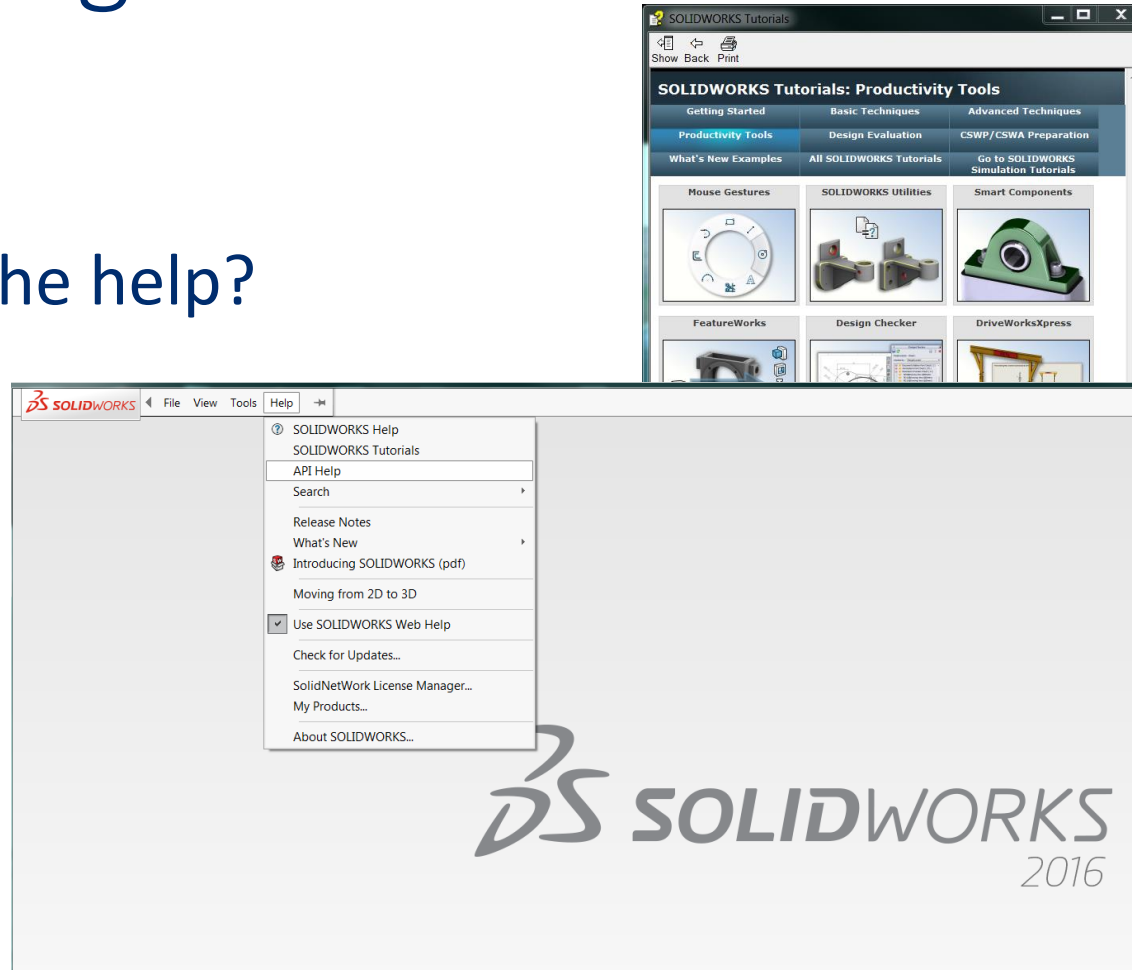 g
he help?
SOLIDWORKS Tutorials
Show Back Print
SOLIDWORKS Tutorials: Productivity Tools
Getting Started Basic Techniques Advanced Techniques
Productivity Tools Design Evaluation CSWP/CSWA Preparation
What's New Examples All SOLIDWORKS Tutorials Go to SOLIDWORKS
Simulation Tutorials
Mouse Gestures SOLIDWORKS Utilities Smart Components
FeatureWorks Design Checker DriveWorksXpress
SOLIDWORKS File View Tools Help
SOLIDWORKS Help
SOLIDWORKS Tutorials
API Help
Search
Release Notes
What's New
Introducing SOLIDWORKS (pdf)
Moving from 2D to 3D
Use SOLIDWORKS Web Help
Check for Updates...
SolidNetWork License Manager...
My Products...
About SOLIDWORKS...
SOLIDWORKS
2016